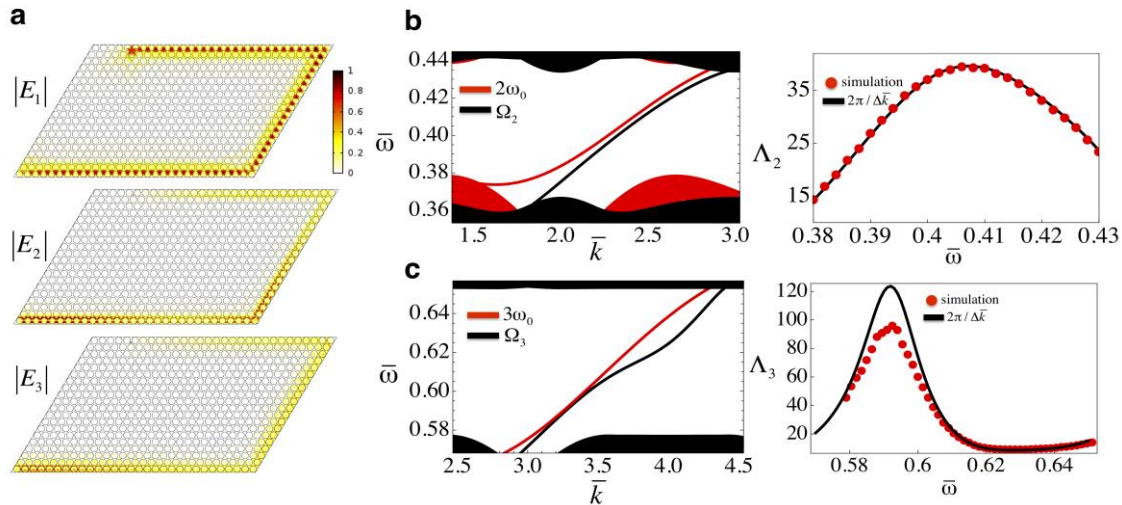 a
|E₁|
1
0.8
0.6
0.4
0.2
0
|E₂|
|E₃|
b
0.44
0.42
0.40
0.38
0.36
ω̄
2ω₀
Ω₂
1.5 2.0 2.5 3.0
k̄
Λ₂
35
25
15
simulation
2π / Δk̄
0.38 0.39 0.4 0.41 0.42 0.43
ω̄
c
0.64
0.62
0.60
0.58
ω̄
3ω₀
Ω₃
2.5 3.0 3.5 4.0 4.5
k̄
Λ₃
120
100
80
60
40
20
simulation
2π / Δk̄
0.58 0.6 0.62 0.64
ω̄